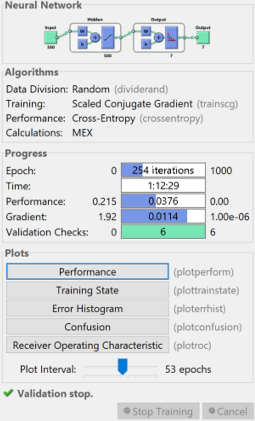 Neural Network
Hidden Output
Input Output
W W
b b
300 500 7 7
Algorithms
Data Division: Random (dividerand)
Training: Scaled Conjugate Gradient (trainscg)
Performance: Cross-Entropy (crossentropy)
Calculations: MEX
Progress
Epoch: 0 254 iterations 1000
Time: 1:12:29
Performance: 0.215 0.0376 0.00
Gradient: 1.92 0.0114 1.00e-06
Validation Checks: 0 6 6
Plots
Performance (plotperform)
Training State (plottrainstate)
Error Histogram (ploterrhist)
Confusion (plotconfusion)
Receiver Operating Characteristic (plotroc)
Plot Interval: 53 epochs
Validation stop.
Stop Training Cancel